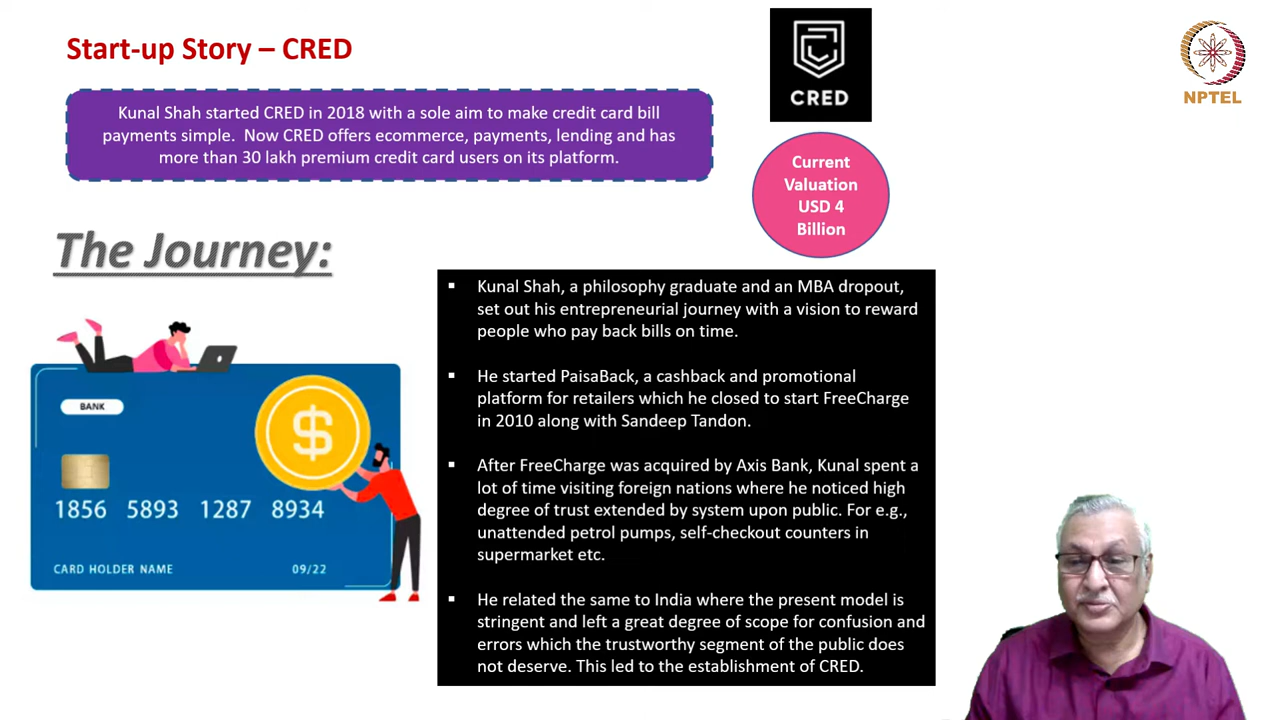 Start-up Story – CRED
CRED
NPTEL
Kunal Shah started CRED in 2018 with a sole aim to make credit card bill
payments simple. Now CRED offers ecommerce, payments, lending and has
more than 30 lakh premium credit card users on its platform.
Current
Valuation
USD 4
Billion
The Journey:
▪ Kunal Shah, a philosophy graduate and an MBA dropout,
set out his entrepreneurial journey with a vision to reward
people who pay back bills on time.
▪ He started PaisaBack, a cashback and promotional
platform for retailers which he closed to start FreeCharge
in 2010 along with Sandeep Tandon.
▪ After FreeCharge was acquired by Axis Bank, Kunal spent a
lot of time visiting foreign nations where he noticed high
degree of trust extended by system upon public. For e.g.,
unattended petrol pumps, self-checkout counters in
supermarket etc.
▪ He related the same to India where the present model is
stringent and left a great degree of scope for confusion and
errors which the trustworthy segment of the public does
not deserve. This led to the establishment of CRED.
BANK
$
1856 5893 1287 8934
CARD HOLDER NAME 09/22